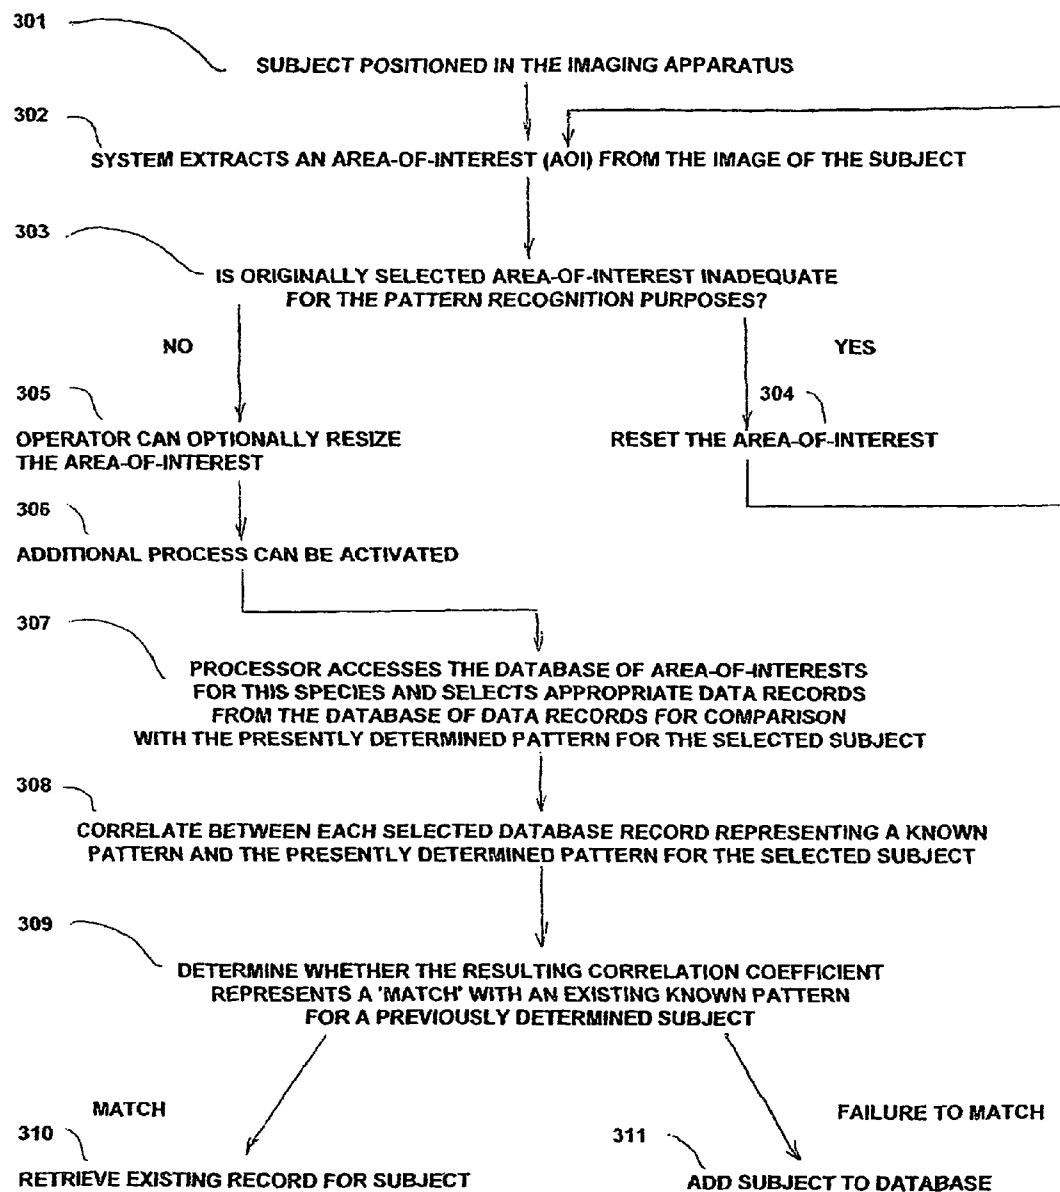 301
SUBJECT POSITIONED IN THE IMAGING APPARATUS
302
SYSTEM EXTRACTS AN AREA-OF-INTEREST (AOI) FROM THE IMAGE OF THE SUBJECT
303
IS ORIGINALLY SELECTED AREA-OF-INTEREST INADEQUATE
FOR THE PATTERN RECOGNITION PURPOSES?
NO
YES
305
304
OPERATOR CAN OPTIONALLY RESIZE
THE AREA-OF-INTEREST
RESET THE AREA-OF-INTEREST
306
ADDITIONAL PROCESS CAN BE ACTIVATED
307
PROCESSOR ACCESSES THE DATABASE OF AREA-OF-INTERESTS
FOR THIS SPECIES AND SELECTS APPROPRIATE DATA RECORDS
FROM THE DATABASE OF DATA RECORDS FOR COMPARISON
WITH THE PRESENTLY DETERMINED PATTERN FOR THE SELECTED SUBJECT
308
CORRELATE BETWEEN EACH SELECTED DATABASE RECORD REPRESENTING A KNOWN
PATTERN AND THE PRESENTLY DETERMINED PATTERN FOR THE SELECTED SUBJECT
309
DETERMINE WHETHER THE RESULTING CORRELATION COEFFICIENT
REPRESENTS A 'MATCH' WITH AN EXISTING KNOWN PATTERN
FOR A PREVIOUSLY DETERMINED SUBJECT
MATCH
FAILURE TO MATCH
310
311
RETRIEVE EXISTING RECORD FOR SUBJECT
ADD SUBJECT TO DATABASE